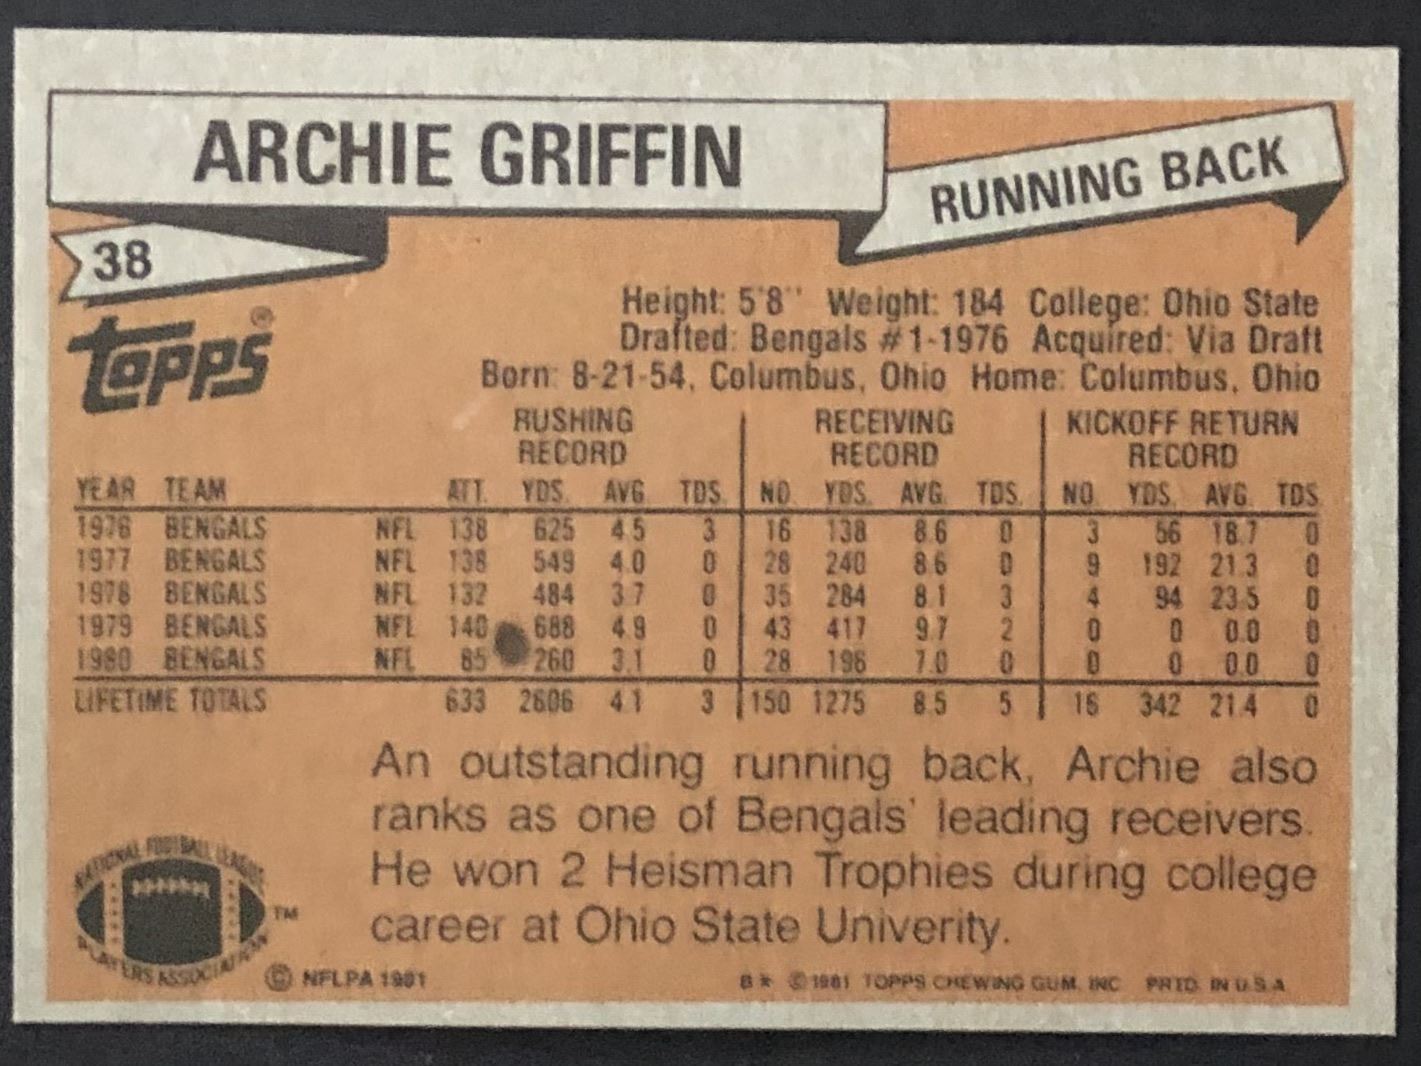 ARCHIE GRIFFIN
RUNNING BACK
38
TOPPS®
Height: 5'8" Weight: 184 College: Ohio State
Drafted: Bengals #1-1976 Acquired: Via Draft
Born: 8-21-54, Columbus, Ohio Home: Columbus, Ohio
RUSHING RECORD RECEIVING RECORD KICKOFF RETURN RECORD
YEAR TEAM ATT. YDS. AVG. TDS. NO. YDS. AVG. TDS. NO. YDS. AVG. TDS.
1976 BENGALS NFL 138 625 4.5 3 16 138 8.6 0 3 56 18.7 0
1977 BENGALS NFL 138 549 4.0 0 28 240 8.6 0 9 192 21.3 0
1978 BENGALS NFL 132 484 3.7 0 35 284 8.1 3 4 94 23.5 0
1979 BENGALS NFL 140 688 4.9 0 43 417 9.7 2 0 0 0.0 0
1980 BENGALS NFL 85 260 3.1 0 28 196 7.0 0 0 0 0.0 0
LIFETIME TOTALS 633 2606 4.1 3 150 1275 8.5 5 16 342 21.4 0
An outstanding running back, Archie also
ranks as one of Bengals' leading receivers.
He won 2 Heisman Trophies during college
career at Ohio State Univerity.
NATIONAL FOOTBALL LEAGUE
PLAYERS ASSOCIATION
TM
© NFLPA 1981
B* © 1981 TOPPS CHEWING GUM, INC. PRTD. IN U.S.A.